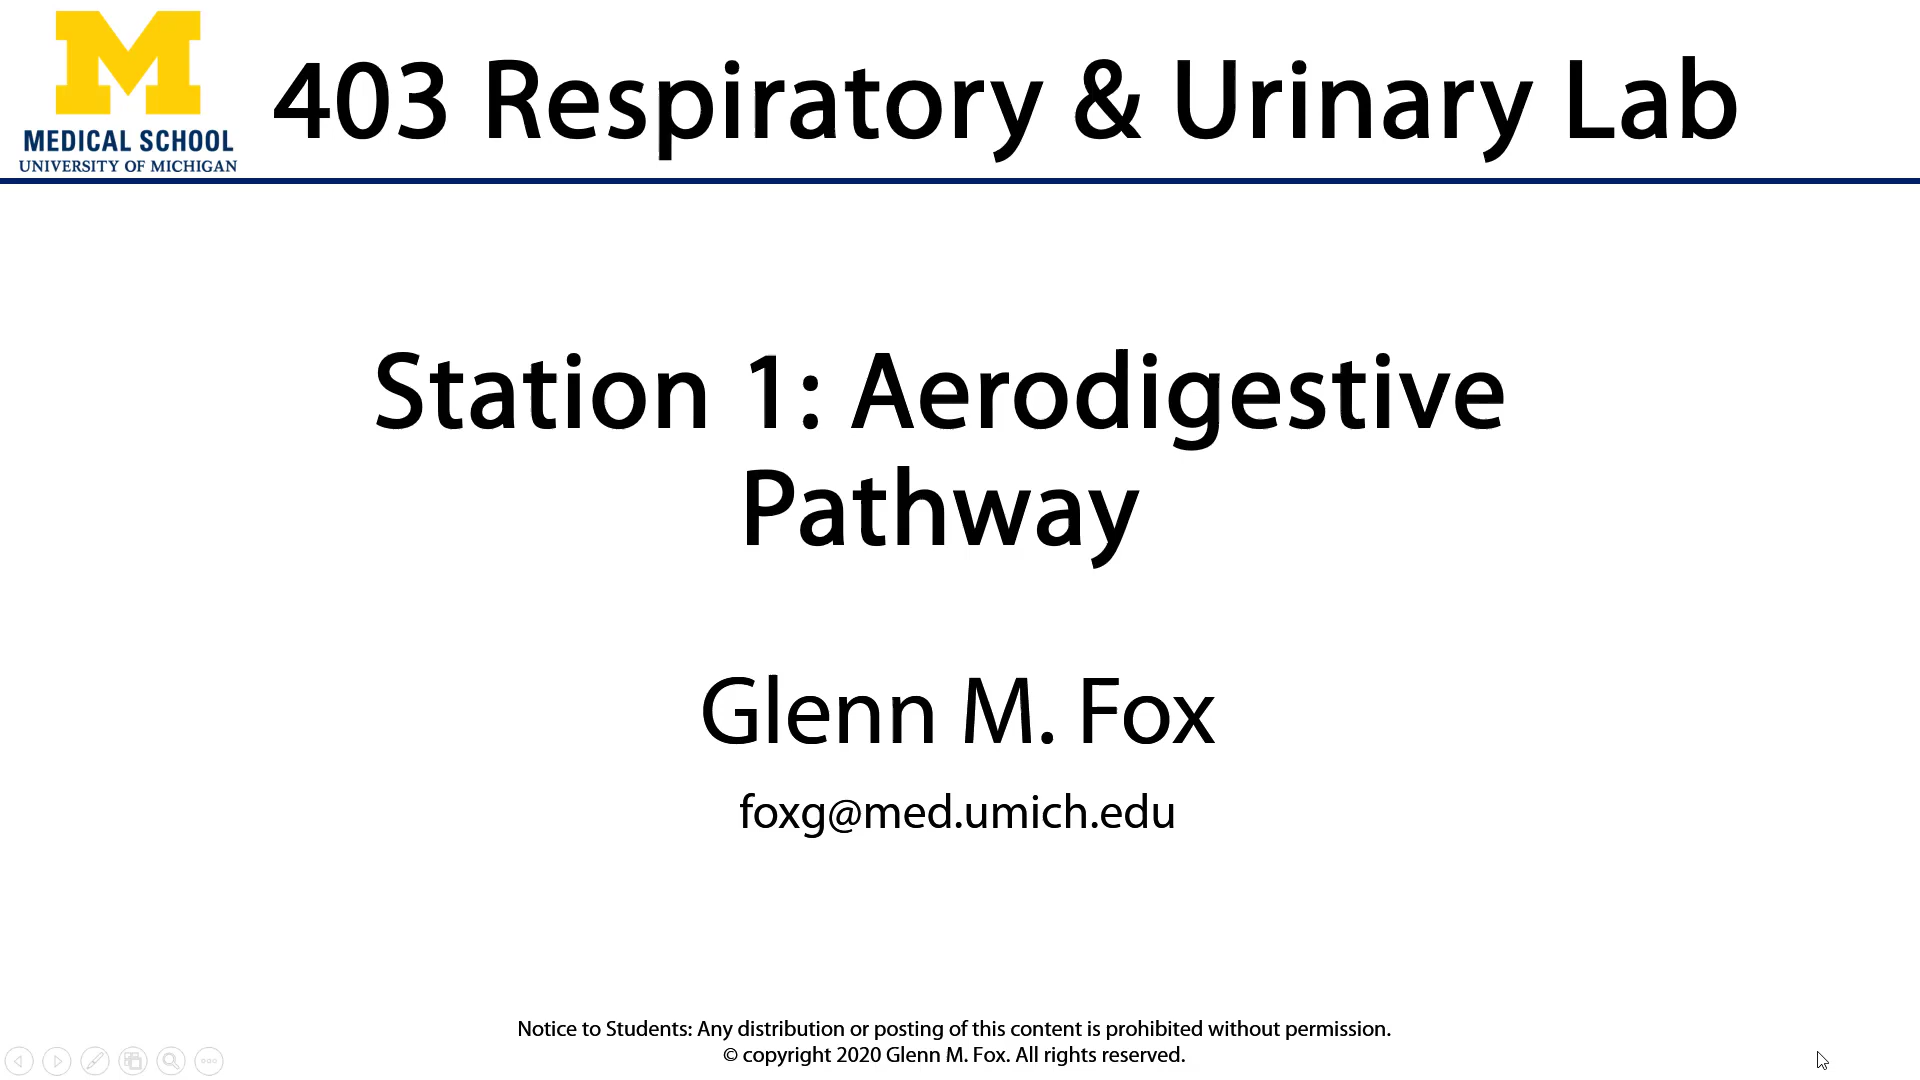 M
MEDICAL SCHOOL
UNIVERSITY OF MICHIGAN
403 Respiratory & Urinary Lab
Station 1: Aerodigestive
Pathway
Glenn M. Fox
foxg@med.umich.edu
Notice to Students: Any distribution or posting of this content is prohibited without permission.
© copyright 2020 Glenn M. Fox. All rights reserved.